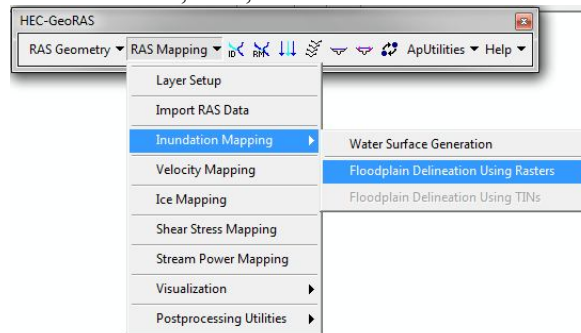 HEC-GeoRAS
RAS Geometry RAS Mapping ID RM ApUtilities Help
Layer Setup
Import RAS Data
Inundation Mapping
Water Surface Generation
Velocity Mapping
Floodplain Delineation Using Rasters
Ice Mapping
Floodplain Delineation Using TINs
Shear Stress Mapping
Stream Power Mapping
Visualization
Postprocessing Utilities